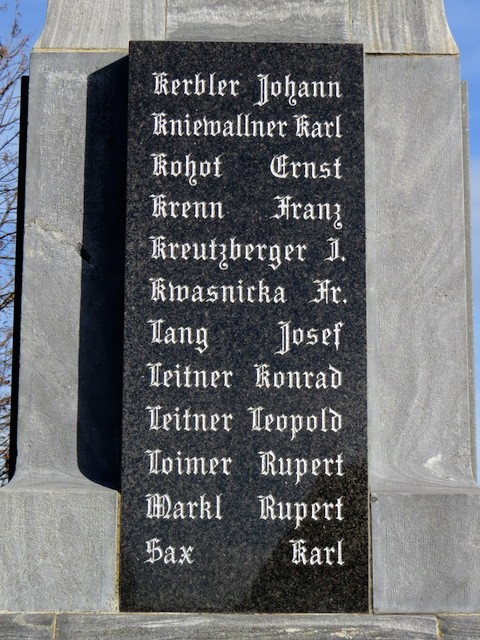 Kerbler Johann
Kniewallner Karl
Kohot Ernst
Krenn Franz
Kreutzberger J.
Kwasnicka Fr.
Lang Josef
Leitner Konrad
Leitner Leopold
Loimer Rupert
Markl Rupert
Sax Karl